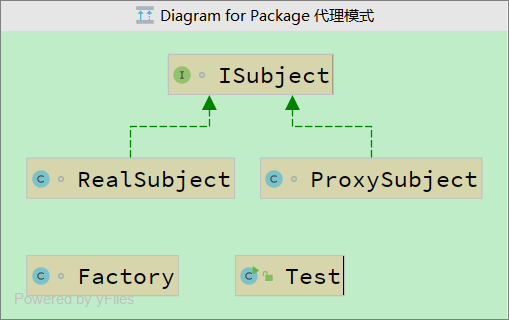 Diagram for Package 代理模式
I ISubject
C RealSubject
C ProxySubject
C Factory
C Test
Powered by yFiles